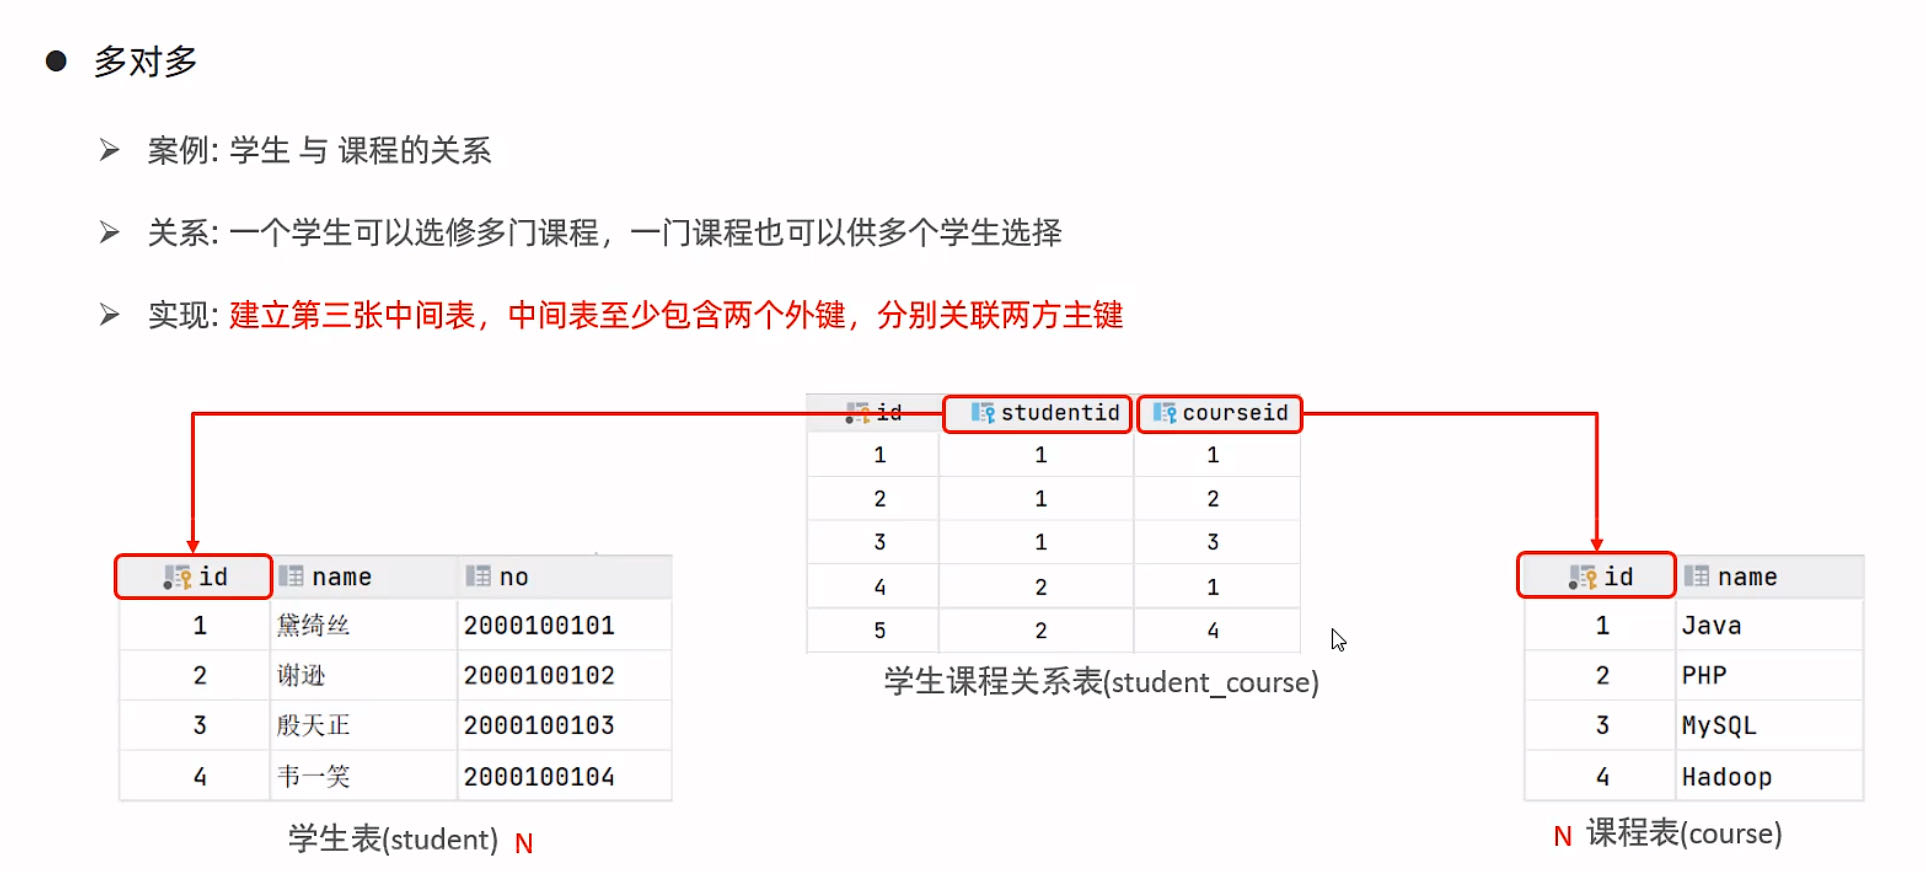 多对多
案例: 学生 与 课程的关系
关系: 一个学生可以选修多门课程，一门课程也可以供多个学生选择
实现: 建立第三张中间表，中间表至少包含两个外键，分别关联两方主键
id studentid courseid
1 1 1
2 1 2
3 1 3
4 2 1
5 2 4
学生课程关系表(student_course)
id name no
1 黛绮丝 2000100101
2 谢逊 2000100102
3 殷天正 2000100103
4 韦一笑 2000100104
学生表(student) N
id name
1 Java
2 PHP
3 MySQL
4 Hadoop
N 课程表(course)